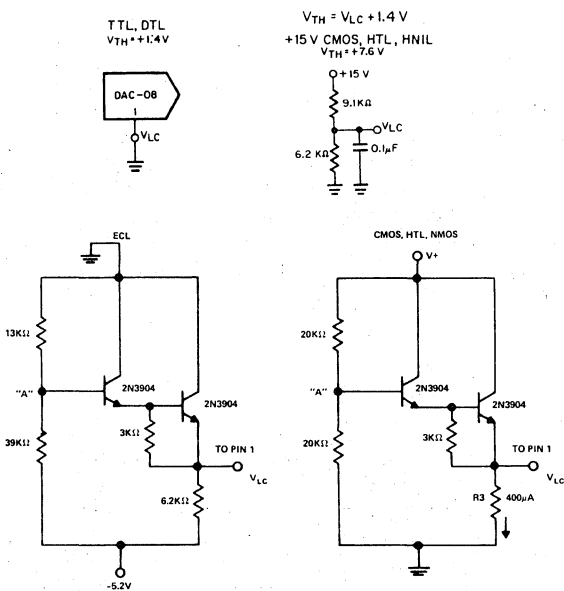 TTL, DTL
VTH = +1.4V
DAC-08
1
VLC
VTH = VLC +1.4 V
+15 V CMOS, HTL, HNIL
VTH = +7.6 V
+15 V
9.1KΩ
VLC
6.2 KΩ
0.1μF
ECL
13KΩ
"A"
2N3904
2N3904
39KΩ
3KΩ
TO PIN 1
VLC
6.2KΩ
-5.2V
CMOS, HTL, NMOS
V+
20KΩ
"A"
2N3904
2N3904
20KΩ
3KΩ
TO PIN 1
VLC
R3
400μA